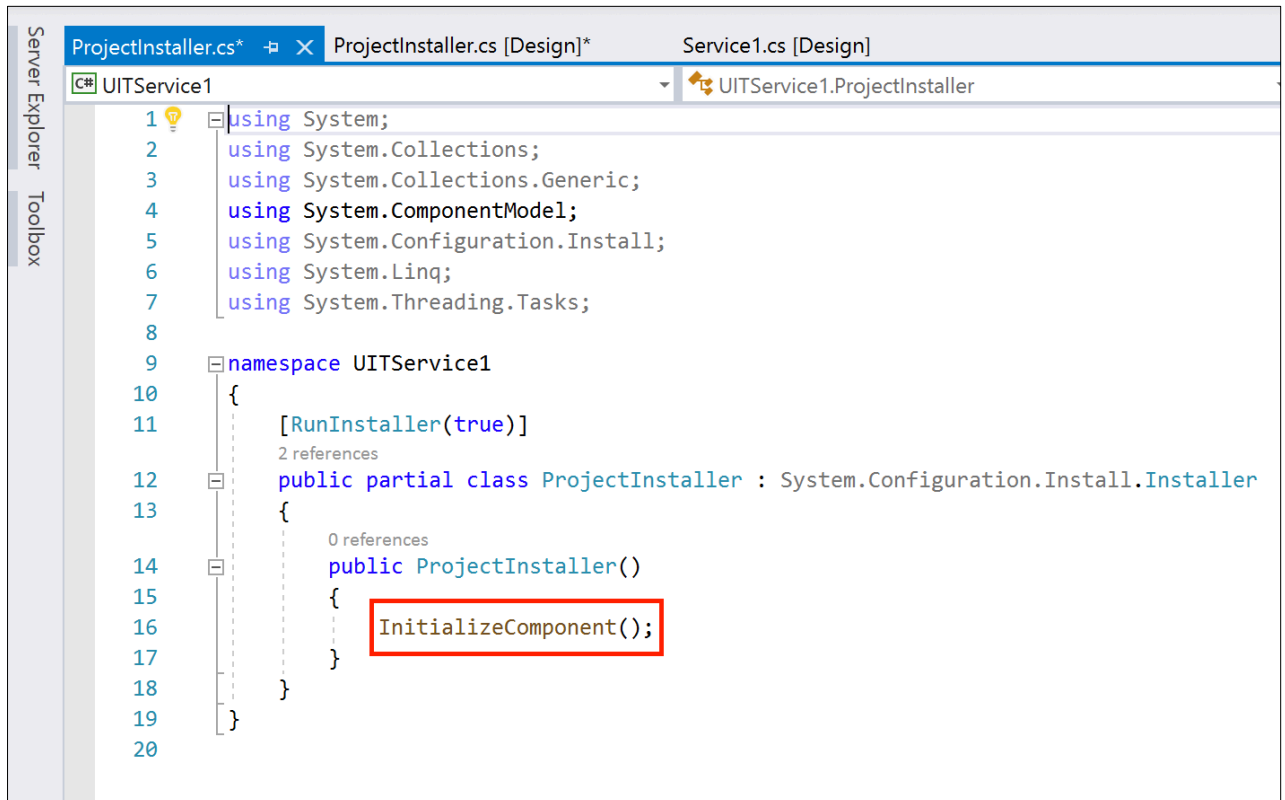 Server Explorer
Toolbox
ProjectInstaller.cs*
ProjectInstaller.cs [Design]*
Service1.cs [Design]
C# UITService1
UITService1.ProjectInstaller
1 using System;
2 using System.Collections;
3 using System.Collections.Generic;
4 using System.ComponentModel;
5 using System.Configuration.Install;
6 using System.Linq;
7 using System.Threading.Tasks;
8
9 namespace UITService1
10 {
11 [RunInstaller(true)]
2 references
12 public partial class ProjectInstaller : System.Configuration.Install.Installer
13 {
0 references
14 public ProjectInstaller()
15 {
16 InitializeComponent();
17 }
18 }
19 }
20